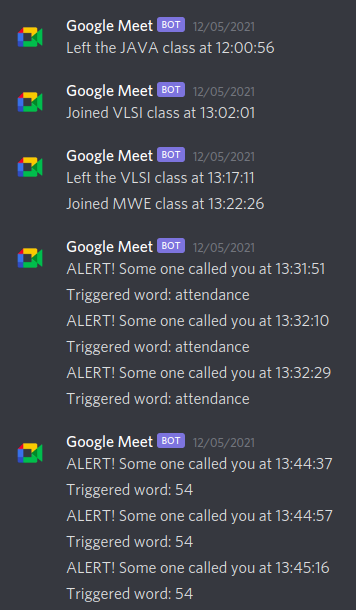 Google Meet BOT 12/05/2021
Left the JAVA class at 12:00:56
Google Meet BOT 12/05/2021
Joined VLSI class at 13:02:01
Google Meet BOT 12/05/2021
Left the VLSI class at 13:17:11
Joined MWE class at 13:22:26
Google Meet BOT 12/05/2021
ALERT! Some one called you at 13:31:51
Triggered word: attendance
ALERT! Some one called you at 13:32:10
Triggered word: attendance
ALERT! Some one called you at 13:32:29
Triggered word: attendance
Google Meet BOT 12/05/2021
ALERT! Some one called you at 13:44:37
Triggered word: 54
ALERT! Some one called you at 13:44:57
Triggered word: 54
ALERT! Some one called you at 13:45:16
Triggered word: 54